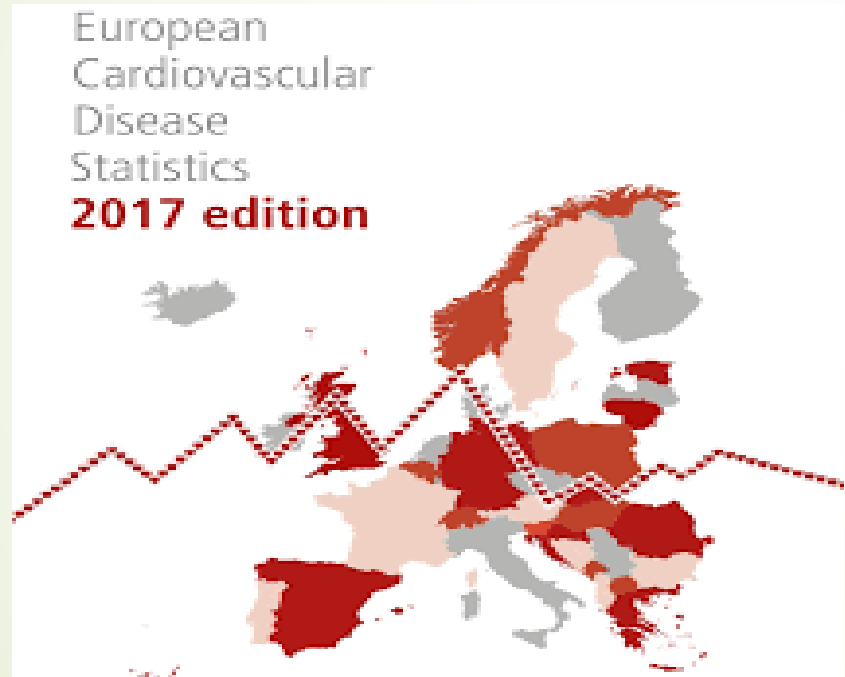 European
Cardiovascular
Disease
Statistics
2017 edition